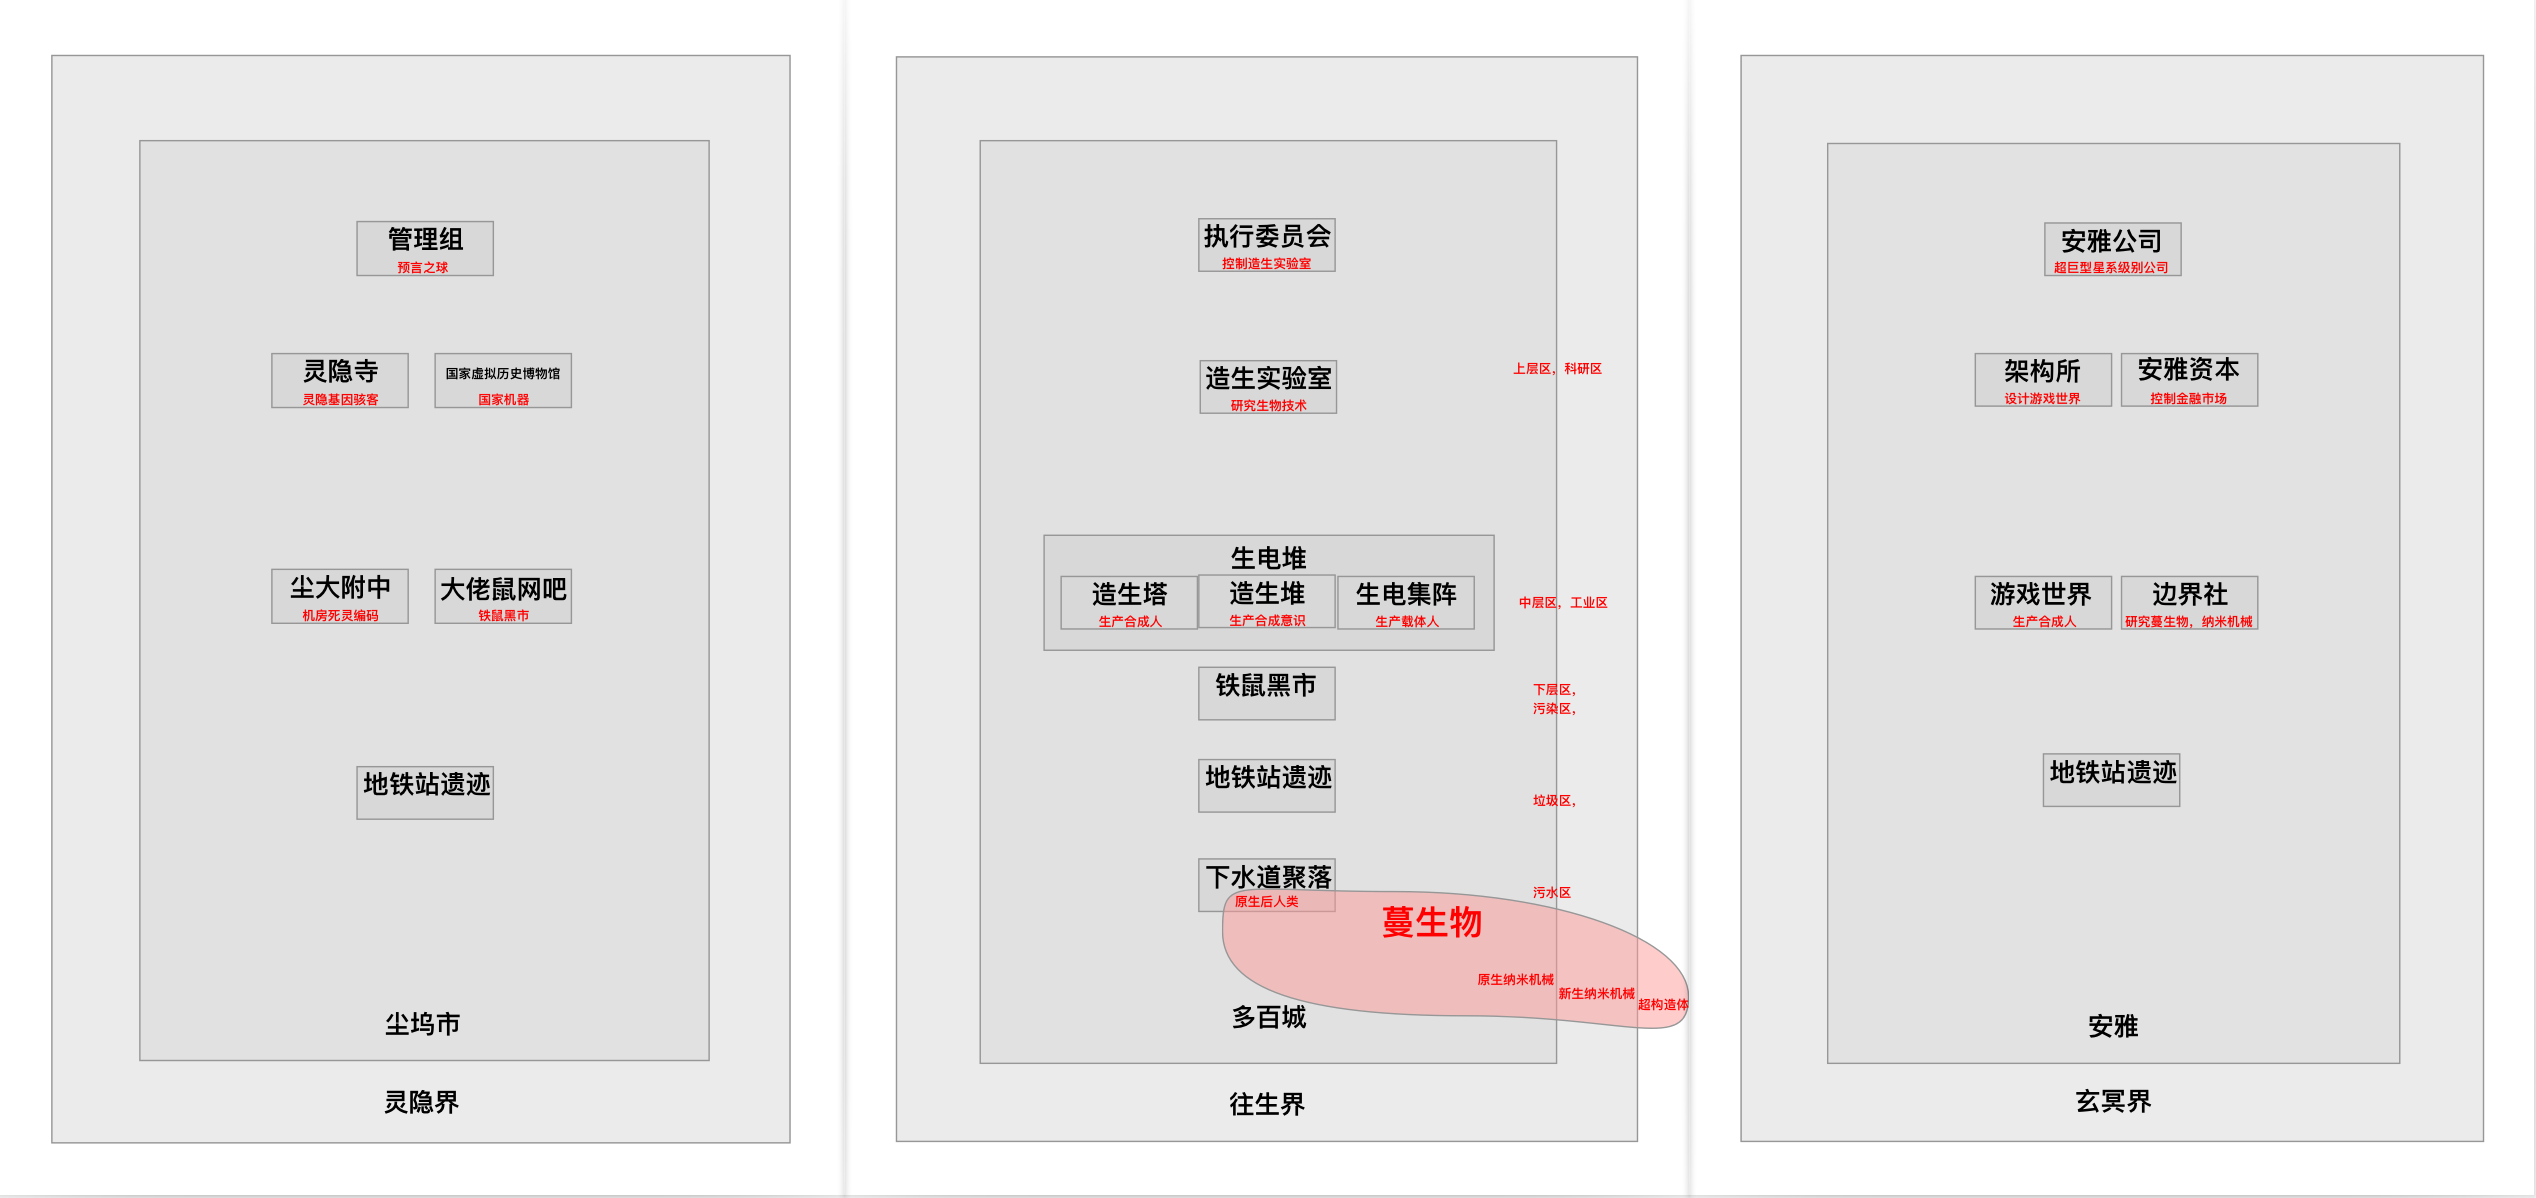 管理组
预言之球
灵隐寺
灵隐基因骇客
国家虚拟历史博物馆
国家机器
尘大附中
机房死灵编码
大佬鼠网吧
铁鼠黑市
地铁站遗迹
尘坞市
灵隐界
执行委员会
控制造生实验室
造生实验室
研究生物技术
上层区，科研区
生电堆
造生塔
生产合成人
造生堆
生产合成意识
生电集阵
生产载体人
中层区，工业区
铁鼠黑市
下层区，
污染区，
地铁站遗迹
垃圾区，
下水道聚落
原生后人类
污水区
蔓生物
原生纳米机械
新生纳米机械
超构造体
多百城
往生界
安雅公司
超巨型星系级别公司
架构所
设计游戏世界
安雅资本
控制金融市场
游戏世界
生产合成人
边界社
研究蔓生物，纳米机械
地铁站遗迹
安雅
玄冥界